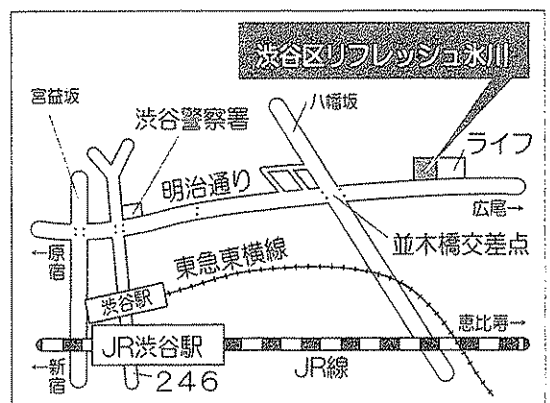 渋谷区リフレッシュ氷川
宮益坂
渋谷警察署
八幡坂
ライフ
明治通り
広尾→
←原宿
並木橋交差点
東急東横線
渋谷駅
恵比寿→
JR渋谷駅
←新宿
246
JR線